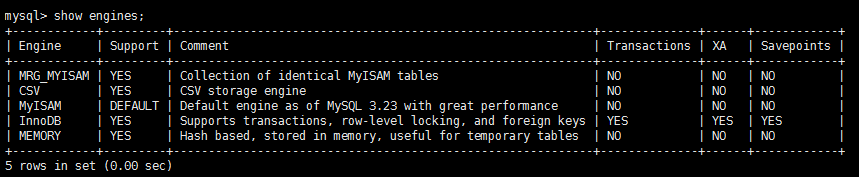 mysql> show engines;
+------------+---------+------------------------------------------------------------+--------------+------+------------+
| Engine     | Support | Comment                                                    | Transactions | XA   | Savepoints |
+------------+---------+------------------------------------------------------------+--------------+------+------------+
| MRG_MYISAM | YES     | Collection of identical MyISAM tables                      | NO           | NO   | NO         |
| CSV        | YES     | CSV storage engine                                         | NO           | NO   | NO         |
| MyISAM     | DEFAULT | Default engine as of MySQL 3.23 with great performance     | NO           | NO   | NO         |
| InnoDB     | YES     | Supports transactions, row-level locking, and foreign keys | YES          | YES  | YES        |
| MEMORY     | YES     | Hash based, stored in memory, useful for temporary tables  | NO           | NO   | NO         |
+------------+---------+------------------------------------------------------------+--------------+------+------------+
5 rows in set (0.00 sec)